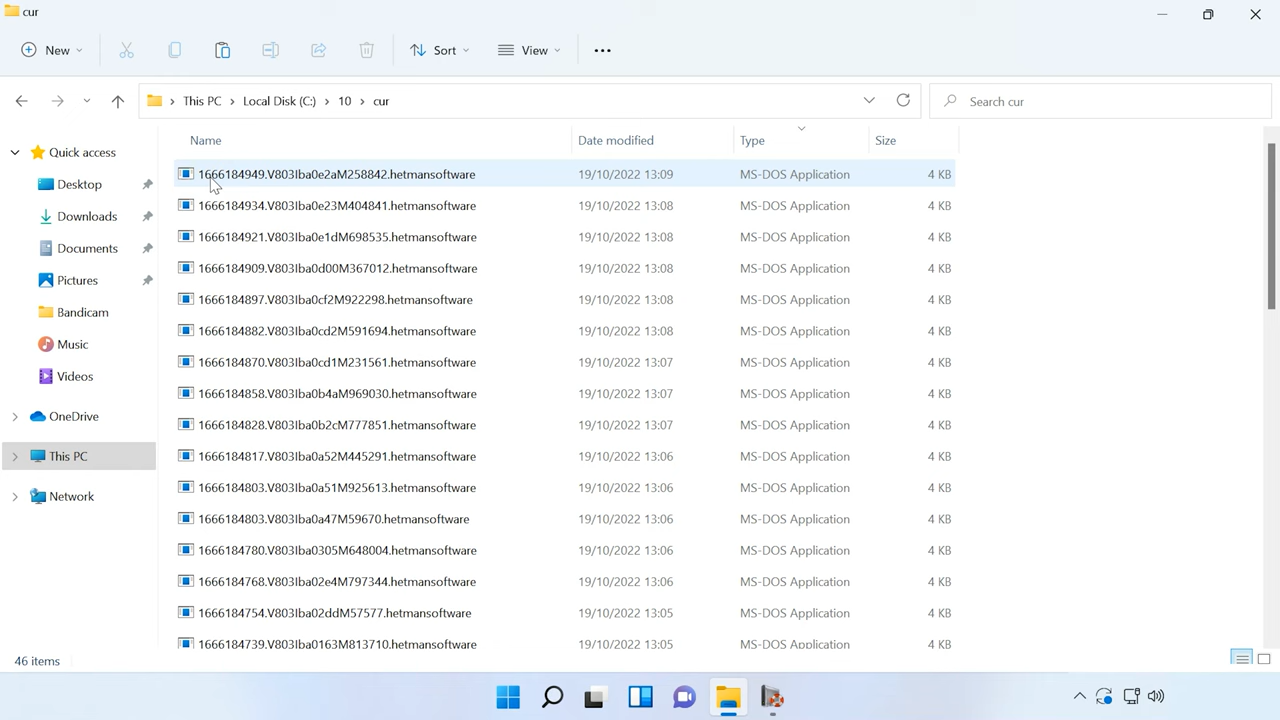 cur
New Sort View
This PC Local Disk (C:) 10 cur Search cur
Name Date modified Type Size
Quick access
Desktop
Downloads
Documents
Pictures
Bandicam
Music
Videos
OneDrive
This PC
Network
1666184949.V803Iba0e2aM258842.hetmansoftware 19/10/2022 13:09 MS-DOS Application 4 KB
1666184934.V803Iba0e23M404841.hetmansoftware 19/10/2022 13:08 MS-DOS Application 4 KB
1666184921.V803Iba0e1dM698535.hetmansoftware 19/10/2022 13:08 MS-DOS Application 4 KB
1666184909.V803Iba0d00M367012.hetmansoftware 19/10/2022 13:08 MS-DOS Application 4 KB
1666184897.V803Iba0cf2M922298.hetmansoftware 19/10/2022 13:08 MS-DOS Application 4 KB
1666184882.V803Iba0cd2M591694.hetmansoftware 19/10/2022 13:08 MS-DOS Application 4 KB
1666184870.V803Iba0cd1M231561.hetmansoftware 19/10/2022 13:07 MS-DOS Application 4 KB
1666184858.V803Iba0b4aM969030.hetmansoftware 19/10/2022 13:07 MS-DOS Application 4 KB
1666184828.V803Iba0b2cM777851.hetmansoftware 19/10/2022 13:07 MS-DOS Application 4 KB
1666184817.V803Iba0a52M445291.hetmansoftware 19/10/2022 13:06 MS-DOS Application 4 KB
1666184803.V803Iba0a51M925613.hetmansoftware 19/10/2022 13:06 MS-DOS Application 4 KB
1666184803.V803Iba0a47M59670.hetmansoftware 19/10/2022 13:06 MS-DOS Application 4 KB
1666184780.V803Iba0305M648004.hetmansoftware 19/10/2022 13:06 MS-DOS Application 4 KB
1666184768.V803Iba02e4M797344.hetmansoftware 19/10/2022 13:06 MS-DOS Application 4 KB
1666184754.V803Iba02ddM57577.hetmansoftware 19/10/2022 13:05 MS-DOS Application 4 KB
1666184739.V803Iba0163M813710.hetmansoftware 19/10/2022 13:05 MS-DOS Application 4 KB
46 items